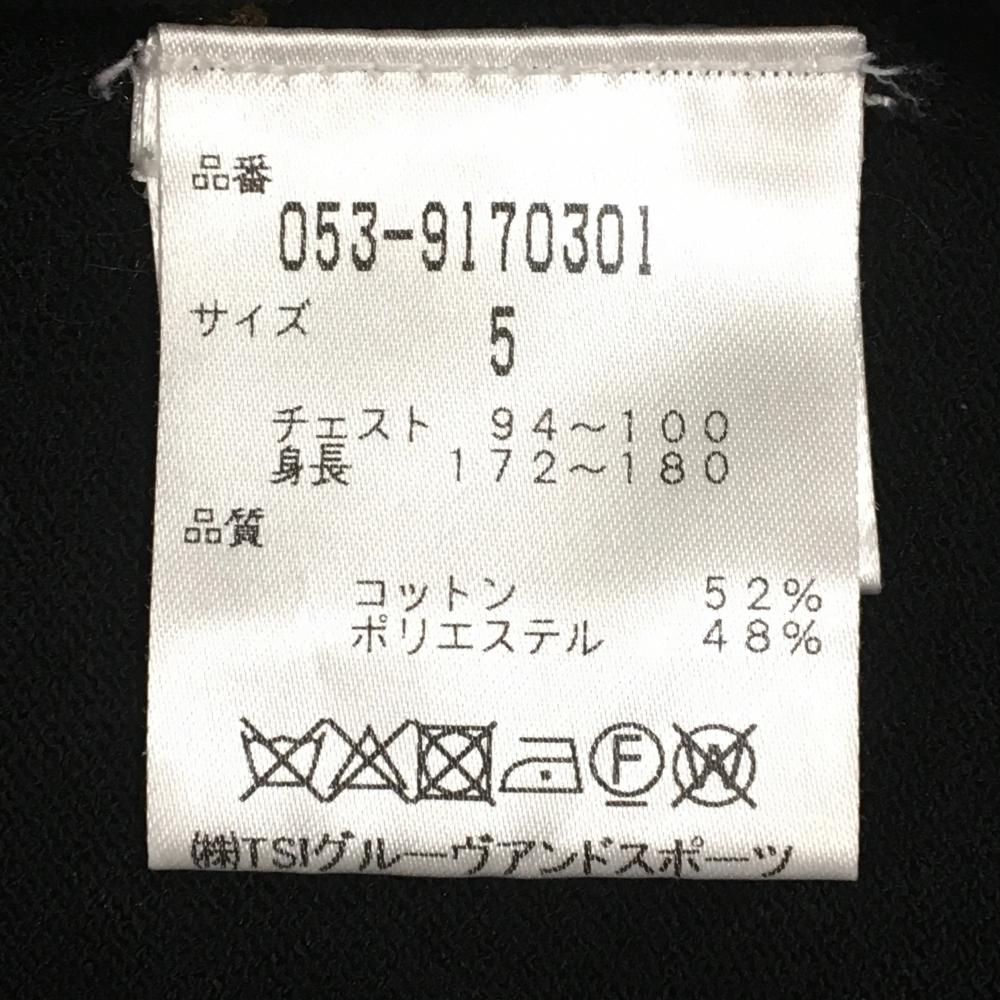 品番
053-9170301
サイズ
5
チェスト 94~100
身長 172~180
品質
コットン 52%
ポリエステル 48%
F W
㈱TSIグルーヴアンドスポーツ